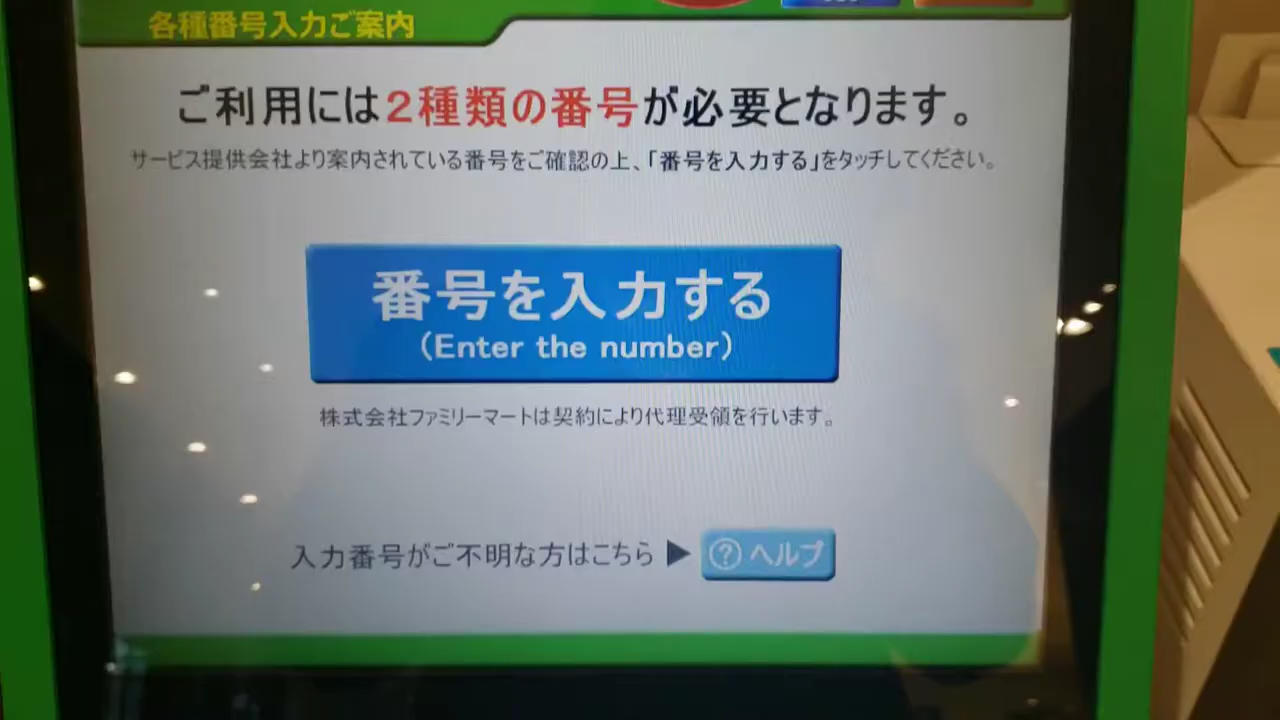 各種番号入力ご案内
ご利用には2種類の番号が必要となります。
サービス提供会社より案内されている番号をご確認の上、「番号を入力する」をタッチしてください。
番号を入力する
(Enter the number)
株式会社ファミリーマートは契約により代理受領を行います。
入力番号がご不明な方はこちら▶ ?ヘルプ